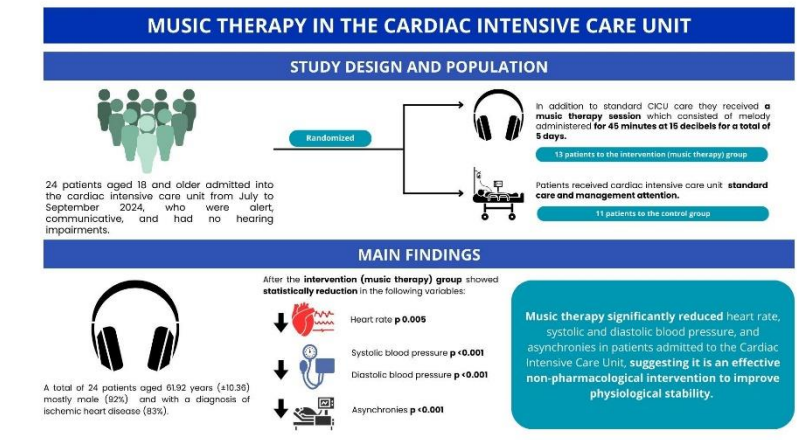 MUSIC THERAPY IN THE CARDIAC INTENSIVE CARE UNIT
STUDY DESIGN AND POPULATION
24 patients aged 18 and older admitted into
the cardiac intensive care unit from July to
September 2024, who were alert,
communicative, and had no hearing
impairments.
Randomized
In addition to standard CICU care they received a
music therapy session which consisted of melody
administered for 45 minutes at 15 decibels for a total of
5 days.
13 patients to the intervention (music therapy) group
Patients received cardiac intensive care unit standard
care and management attention.
11 patients to the control group
MAIN FINDINGS
A total of 24 patients aged 61.92 years (±10.36)
mostly male (92%) and with a diagnosis of
ischemic heart disease (83%).
After the intervention (music therapy) group showed
statistically reduction in the following variables:
Heart rate p 0.005
Systolic blood pressure p <0.001
Diastolic blood pressure p <0.001
Asynchronies p <0.001
Music therapy significantly reduced heart rate,
systolic and diastolic blood pressure, and
asynchronies in patients admitted to the Cardiac
Intensive Care Unit, suggesting it is an effective
non-pharmacological intervention to improve
physiological stability.